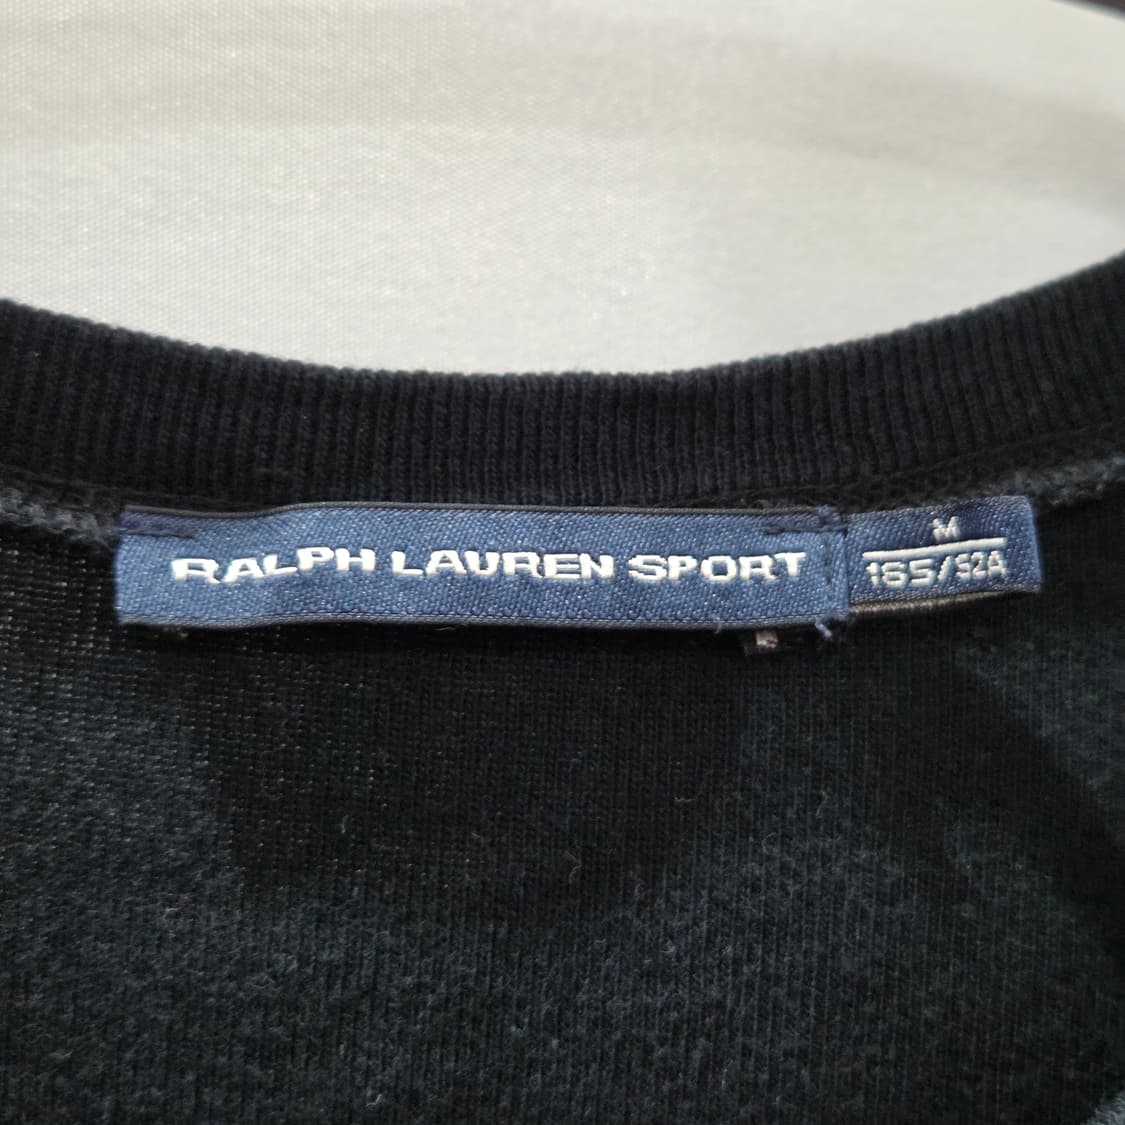 RALPH LAUREN SPORT
M
165/92A